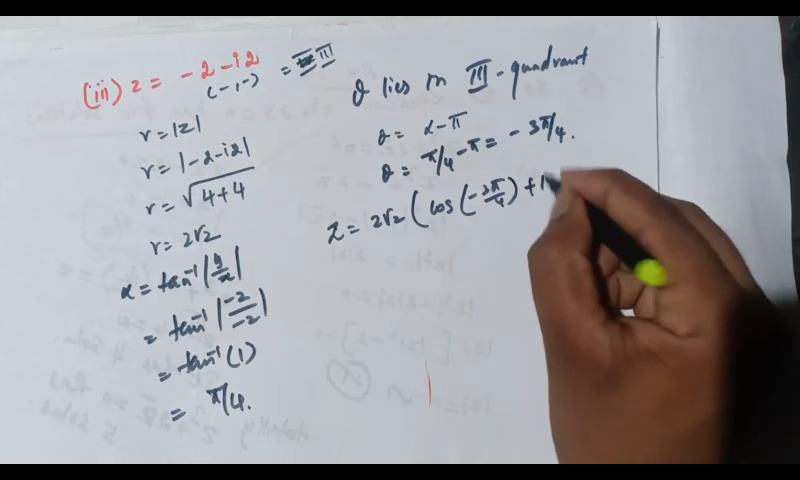 (iii) z = -2 - i2
(-, -) = III
r = |z|
r = |-2-i2|
r = √4+4
r = 2√2
α = tan⁻¹|y/x|
= tan⁻¹|-2/-2|
= tan⁻¹(1)
= π/4.
θ lies in III-quadrant
θ = α-π
θ = π/4 - π = -3π/4.
z = 2√2 (cos(-3π/4) + i